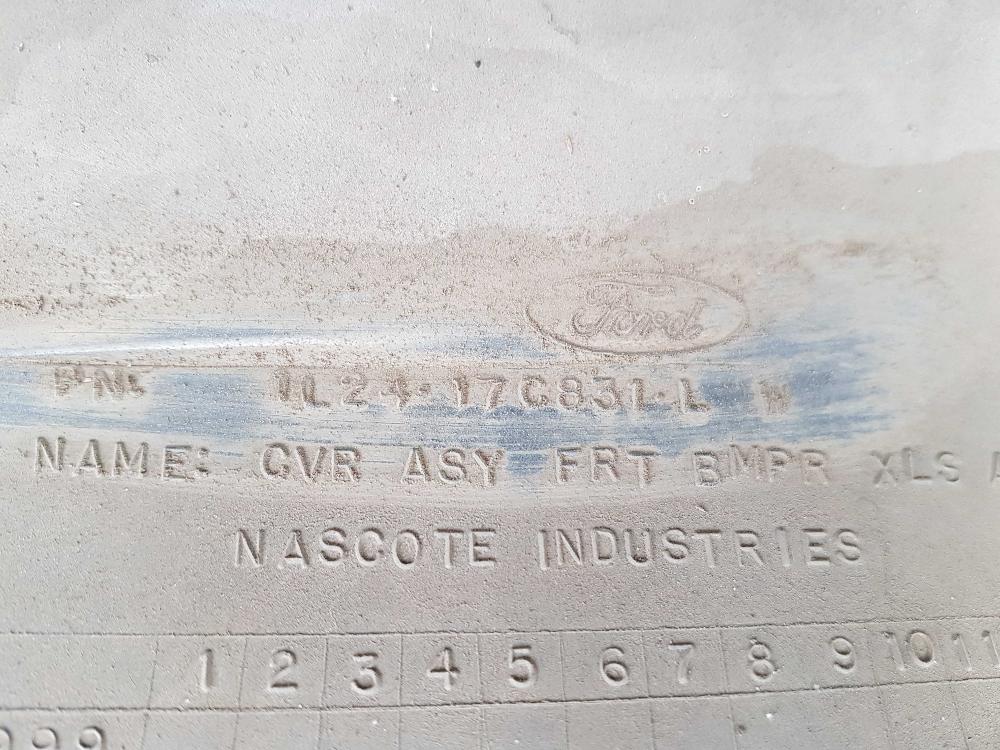 Ford
P-No. 1L24-17C831-L W
NAME: CVR ASY FRT BMPR XLS
NASCOTE INDUSTRIES
1 2 3 4 5 6 7 8 9 10 11